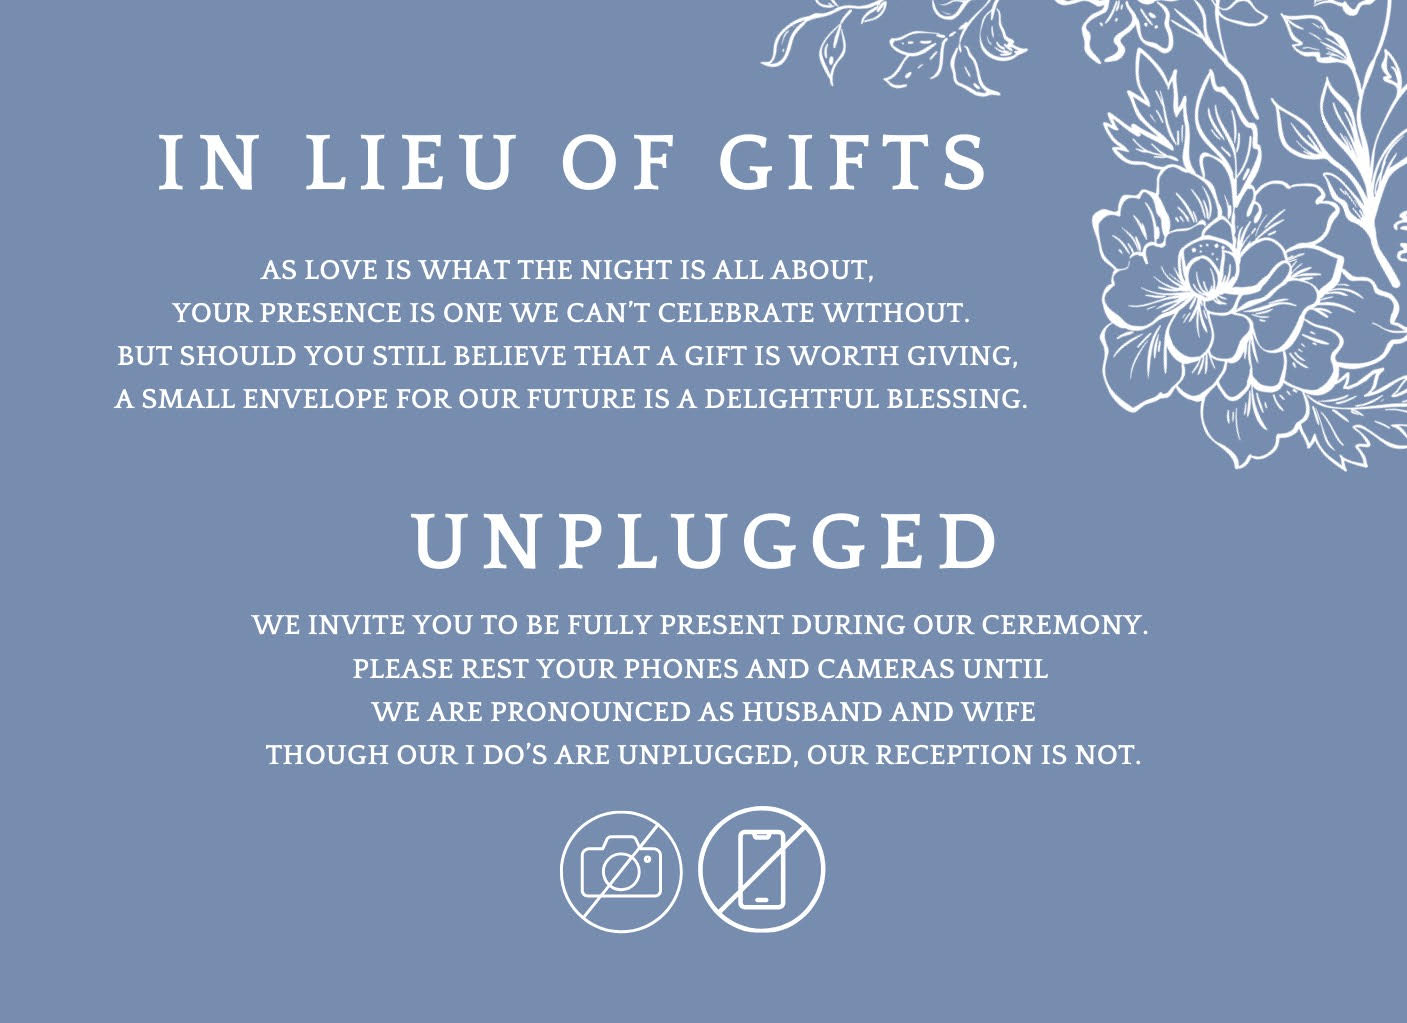 IN LIEU OF GIFTS
AS LOVE IS WHAT THE NIGHT IS ALL ABOUT,
YOUR PRESENCE IS ONE WE CAN’T CELEBRATE WITHOUT.
BUT SHOULD YOU STILL BELIEVE THAT A GIFT IS WORTH GIVING,
A SMALL ENVELOPE FOR OUR FUTURE IS A DELIGHTFUL BLESSING.
UNPLUGGED
WE INVITE YOU TO BE FULLY PRESENT DURING OUR CEREMONY.
PLEASE REST YOUR PHONES AND CAMERAS UNTIL
WE ARE PRONOUNCED AS HUSBAND AND WIFE
THOUGH OUR I DO’S ARE UNPLUGGED, OUR RECEPTION IS NOT.